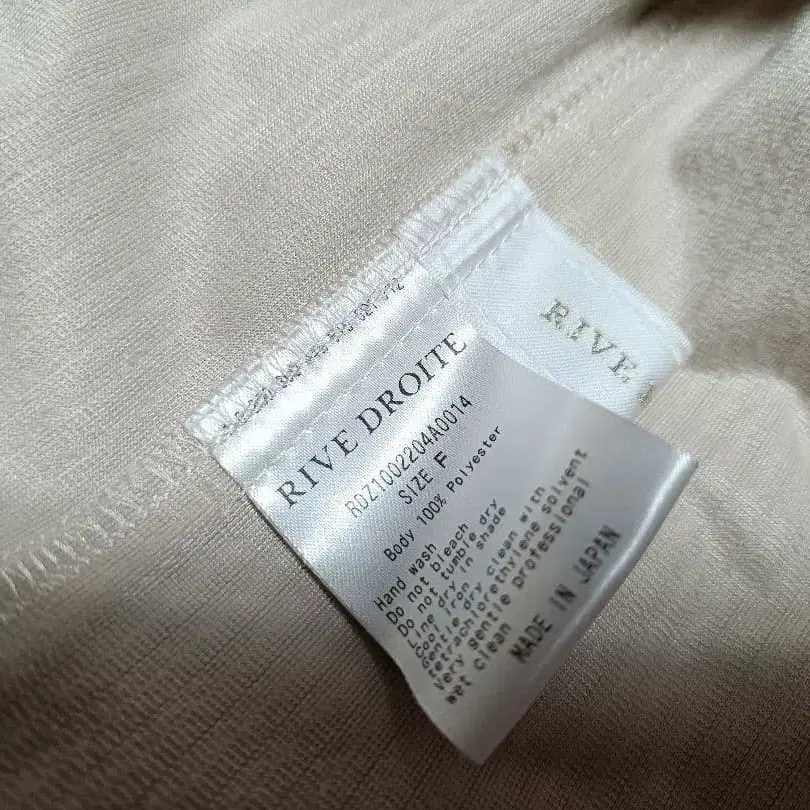 RIVE
RIVE DROITE
RDZ1002204A0014
SIZE F
Body 100% Polyester
Hand wash
Do not bleach
Do not tumble dry
Line dry in shade
Cool iron
Gentle dry clean with
tetrachlorethylene solvent
Very gentle professional
wet clean
MADE IN JAPAN